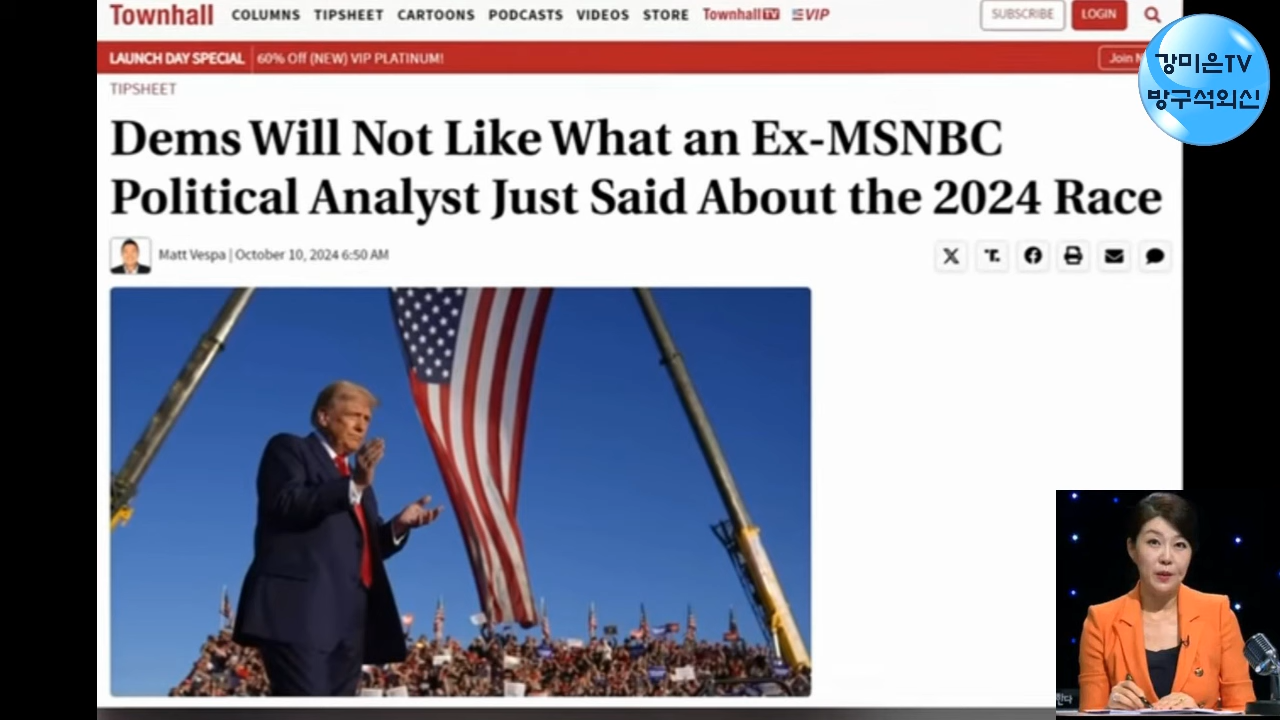 Townhall COLUMNS TIPSHEET CARTOONS PODCASTS VIDEOS STORE TownhallTV VIP SUBSCRIBE LOGIN
LAUNCH DAY SPECIAL 60% Off (NEW) VIP PLATINUM! Join
강미은TV
방구석외신
TIPSHEET
Dems Will Not Like What an Ex-MSNBC
Political Analyst Just Said About the 2024 Race
Matt Vespa | October 10, 2024 6:50 AM